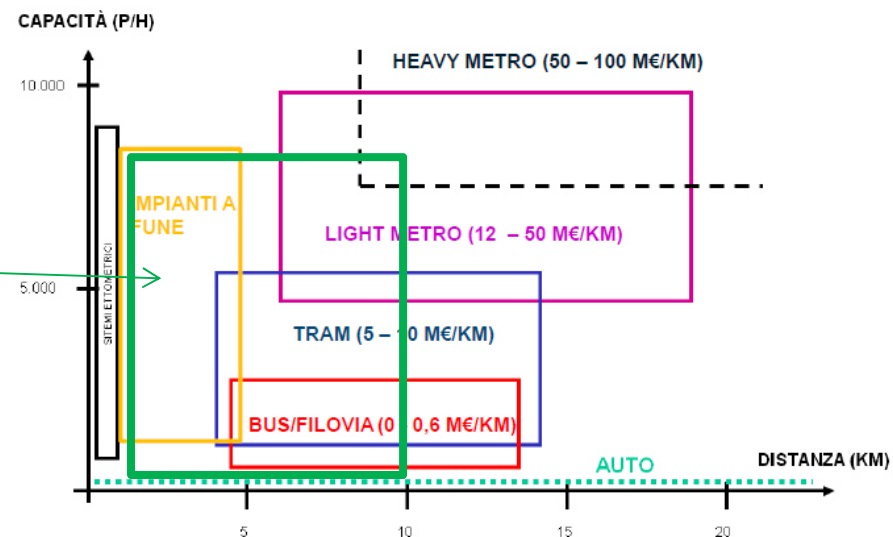 CAPACITÀ (P/H)
HEAVY METRO (50 – 100 M€/KM)
10.000
MPIANTI A
FUNE
LIGHT METRO (12 – 50 M€/KM)
SITEMI ETTOMETRICI
5.000
TRAM (5 – 0 M€/KM)
BUS/FILOVIA (0 0,6 M€/KM)
AUTO
DISTANZA (KM)
5
10
15
20